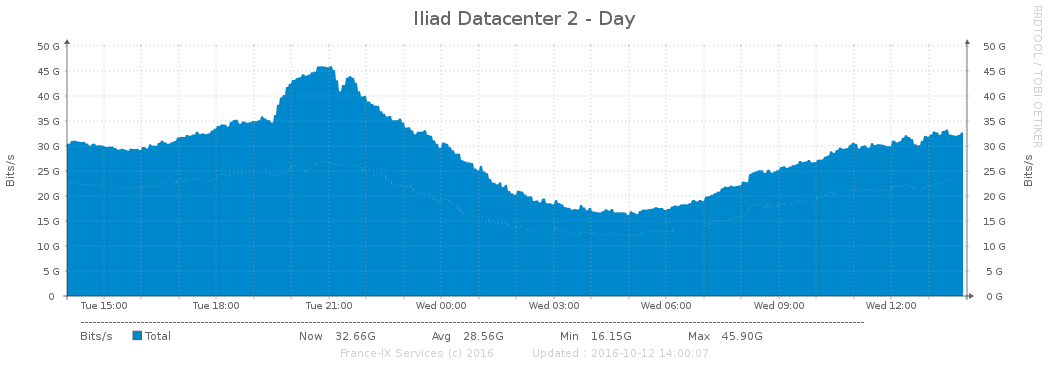 Iliad Datacenter 2 - Day
RRDTOOL / TOBI OETIKER
50 G 50 G
45 G 45 G
40 G 40 G
35 G 35 G
30 G 30 G
25 G 25 G
20 G 20 G
15 G 15 G
10 G 10 G
5 G 5 G
0 0 G
Bits/s
Bits/s
Tue 15:00 Tue 18:00 Tue 21:00 Wed 00:00 Wed 03:00 Wed 06:00 Wed 09:00 Wed 12:00
Bits/s Total Now 32.66G Avg 28.56G Min 16.15G Max 45.90G
France-IX Services (c) 2016 Updated : 2016-10-12 14:00:07